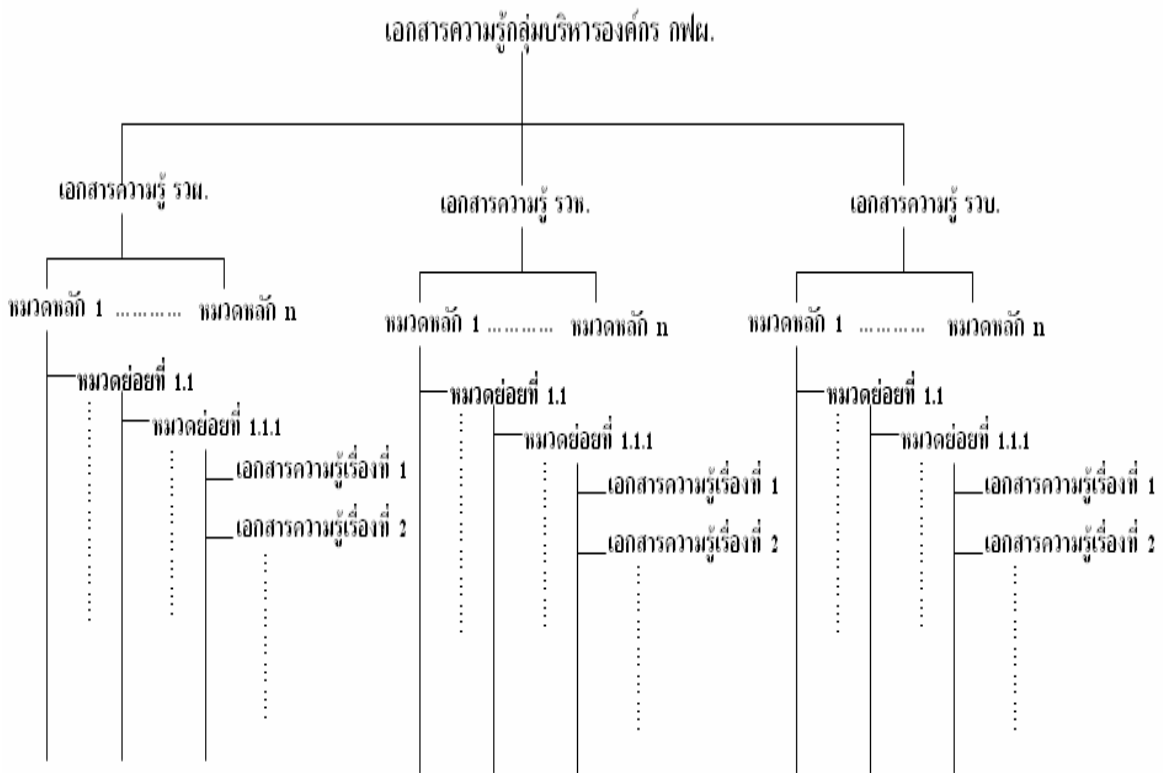 เอกสารความรู้กลุ่มบริหารองค์กร กฟผ.
เอกสารความรู้ รวผ.
หมวดหลัก 1 ............ หมวดหลัก n
หมวดย่อยที่ 1.1
หมวดย่อยที่ 1.1.1
เอกสารความรู้เรื่องที่ 1
เอกสารความรู้เรื่องที่ 2
เอกสารความรู้ รวห.
หมวดหลัก 1 ............ หมวดหลัก n
หมวดย่อยที่ 1.1
หมวดย่อยที่ 1.1.1
เอกสารความรู้เรื่องที่ 1
เอกสารความรู้เรื่องที่ 2
เอกสารความรู้ รวบ.
หมวดหลัก 1 ............ หมวดหลัก n
หมวดย่อยที่ 1.1
หมวดย่อยที่ 1.1.1
เอกสารความรู้เรื่องที่ 1
เอกสารความรู้เรื่องที่ 2